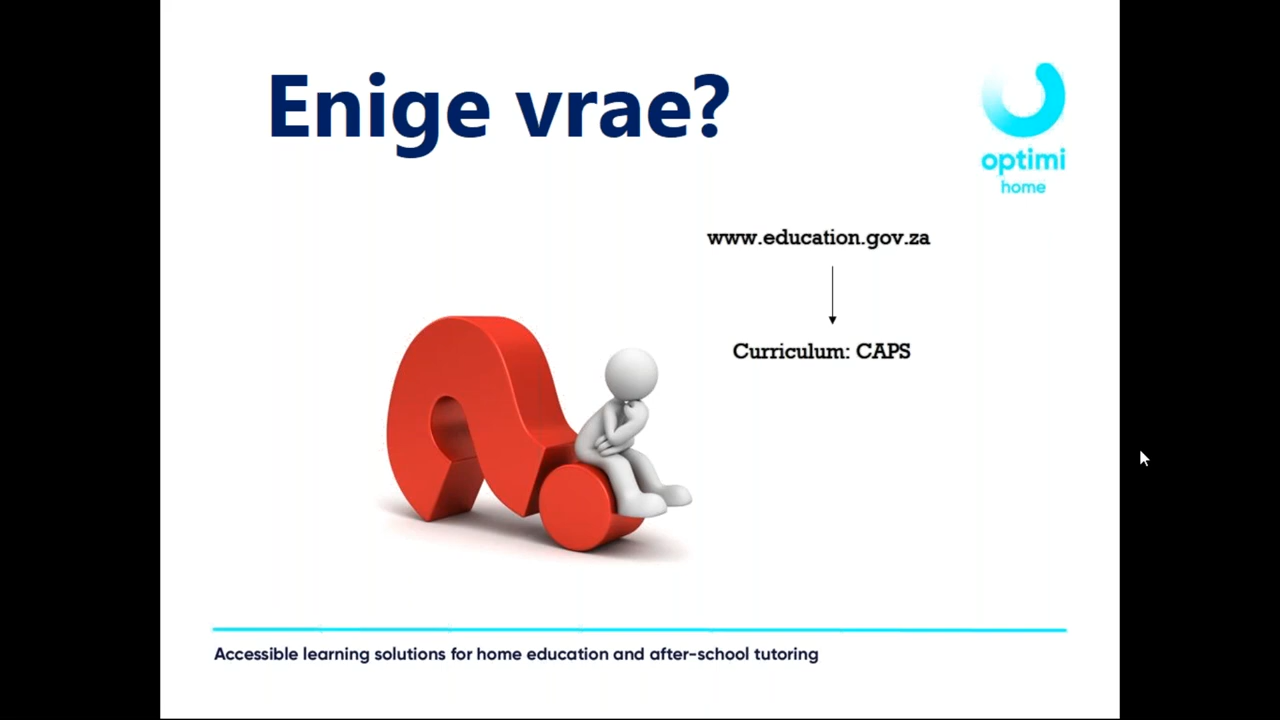 Enige vrae?
optimi
home
www.education.gov.za
Curriculum: CAPS
Accessible learning solutions for home education and after-school tutoring